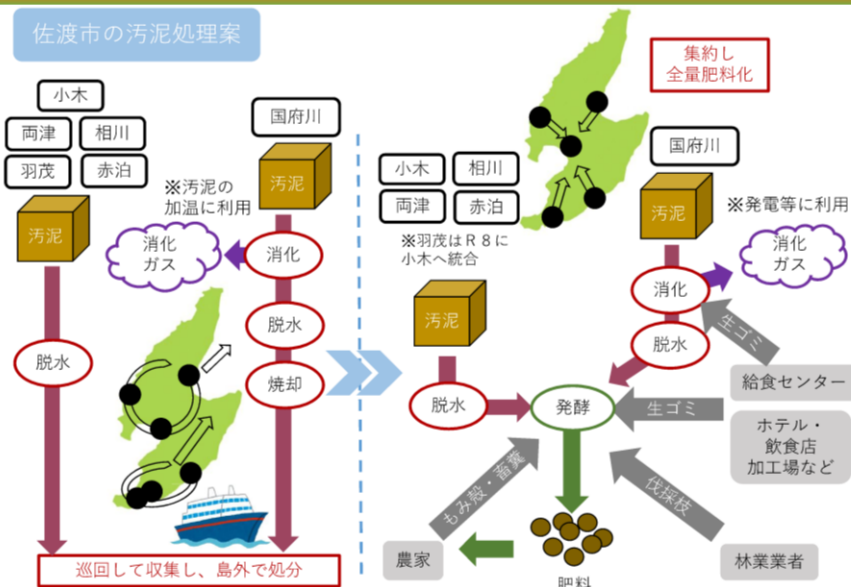 佐渡市の汚泥処理案
小木
両津
相川
羽茂
赤泊
国府川
汚泥
汚泥
※汚泥の
加温に利用
消化
ガス
消化
脱水
脱水
焼却
巡回して収集し、島外で処分
集約し
全量肥料化
小木
相川
両津
赤泊
※羽茂はR8に
小木へ統合
国府川
汚泥
汚泥
※発電等に利用
消化
ガス
消化
脱水
生ゴミ
給食センター
脱水
発酵
生ゴミ
ホテル・
飲食店
加工場など
もみ殻・畜糞
伐採枝
農家
肥料
林業業者